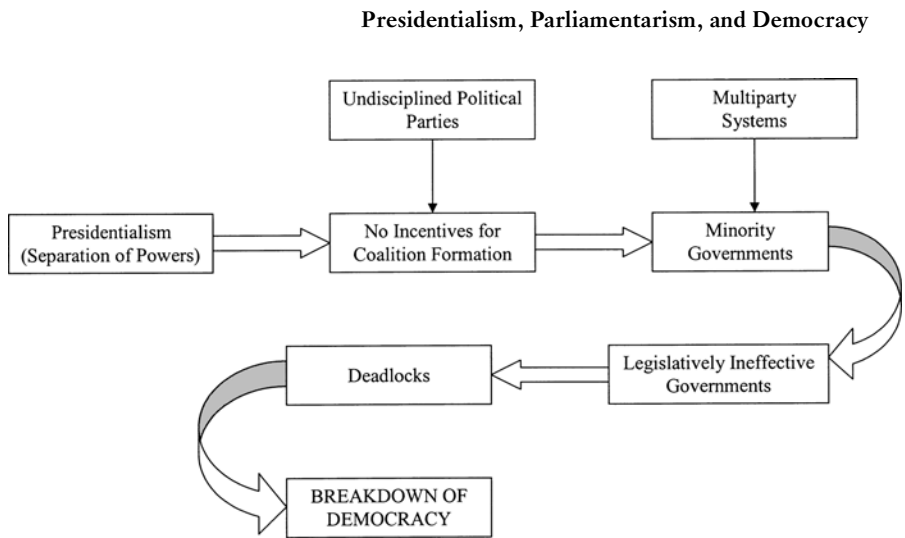 Presidentialism, Parliamentarism, and Democracy
Undisciplined Political
Parties
Multiparty
Systems
Presidentialism
(Separation of Powers)
No Incentives for
Coalition Formation
Minority
Governments
Deadlocks
Legislatively Ineffective
Governments
BREAKDOWN OF
DEMOCRACY